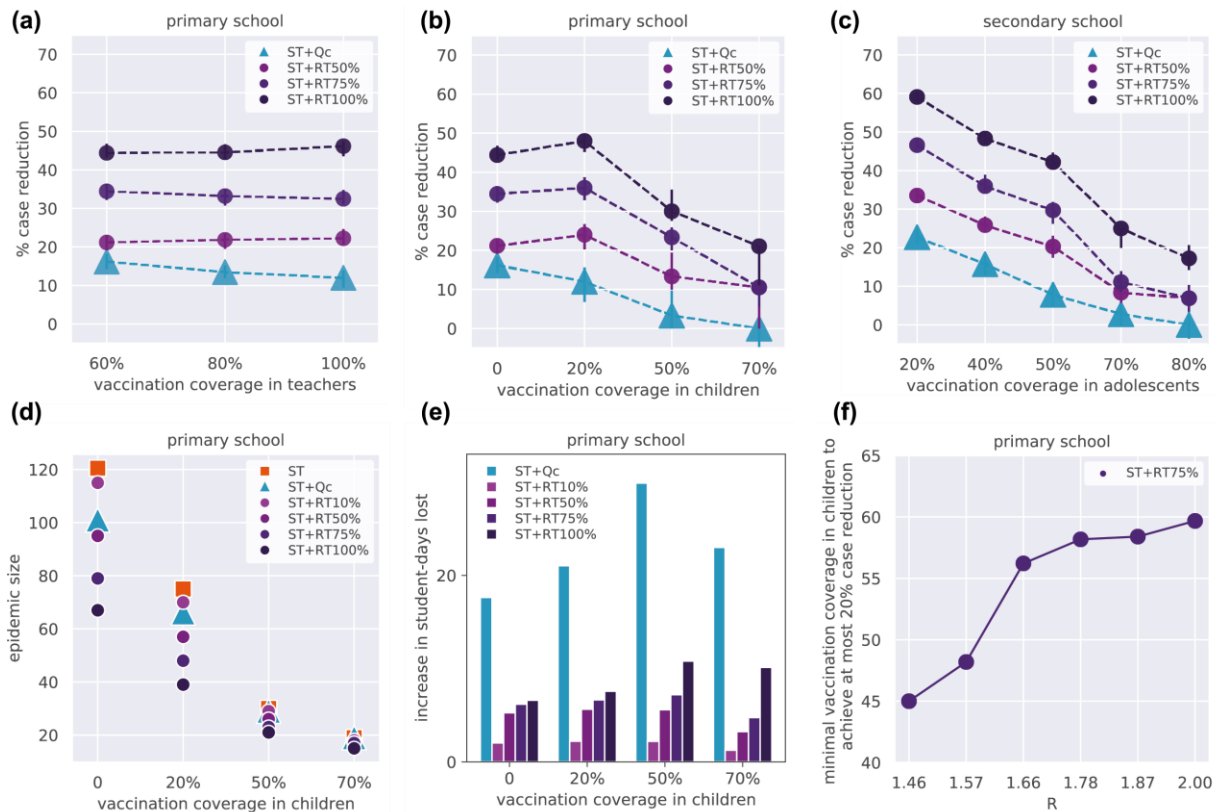 (a)
primary school
ST+Qc
ST+RT50%
ST+RT75%
ST+RT100%
% case reduction
70
60
50
40
30
20
10
0
60%
80%
100%
vaccination coverage in teachers
(b)
primary school
ST+Qc
ST+RT50%
ST+RT75%
ST+RT100%
% case reduction
70
60
50
40
30
20
10
0
0
20%
50%
70%
vaccination coverage in children
(c)
secondary school
ST+Qc
ST+RT50%
ST+RT75%
ST+RT100%
% case reduction
70
60
50
40
30
20
10
0
20%
40%
50%
70%
80%
vaccination coverage in adolescents
(d)
primary school
ST
ST+Qc
ST+RT10%
ST+RT50%
ST+RT75%
ST+RT100%
epidemic size
120
100
80
60
40
20
0
20%
50%
70%
vaccination coverage in children
(e)
primary school
ST+Qc
ST+RT10%
ST+RT50%
ST+RT75%
ST+RT100%
increase in student-days lost
20
0
0
20%
50%
70%
vaccination coverage in children
(f)
primary school
ST+RT75%
minimal vaccination coverage in children to
achieve at most 20% case reduction
65
60
55
50
45
40
1.46
1.57
1.66
1.78
1.87
2.00
R